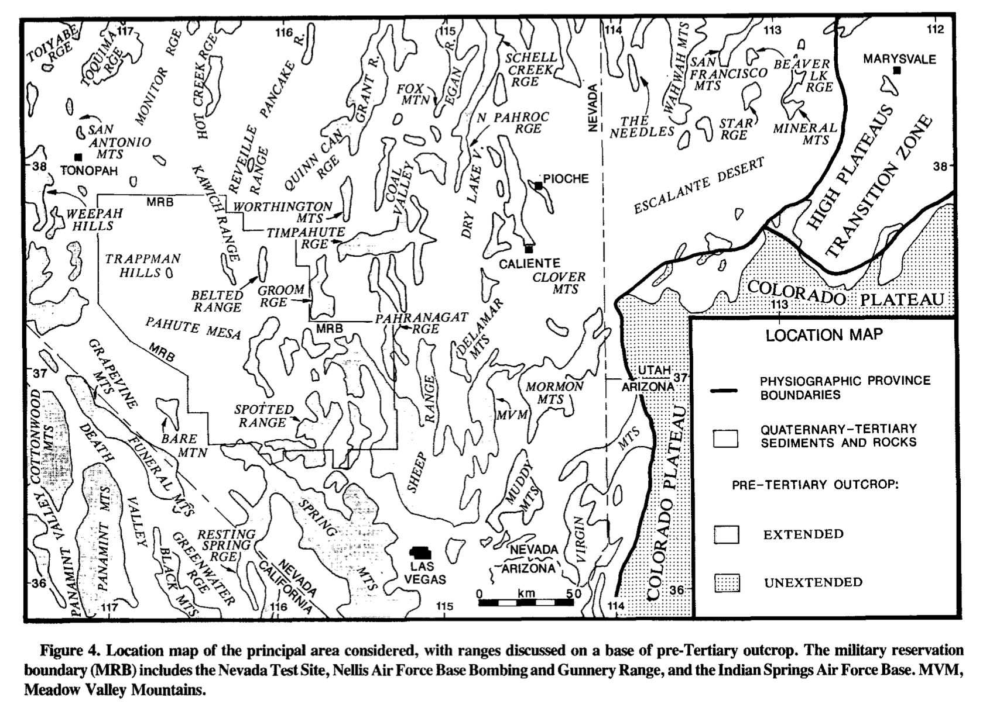 117
116
115
114
113
112
TOIYABE
RGE
TOQUIMA
RGE
MONITOR RGE
HOT CREEK RGE
REVEILLE
RANGE
PANCAKE R.
QUINN CAN
RGE
GRANT R.
FOX
MTN
EGAN R.
SCHELL
CREEK
RGE
N PAHROC
RGE
NEVADA
THE
NEEDLES
WAH WAH MTS
SAN
FRANCISCO
MTS
BEAVER
LK
RGE
STAR
RGE
MINERAL
MTS
MARYSVALE
HIGH PLATEAUS
TRANSITION ZONE
SAN
ANTONIO
MTS
TONOPAH
38
38
WEEPAH
HILLS
MRB
KAWICH RANGE
WORTHINGTON
MTS
TIMPAHUTE
RGE
COAL
VALLEY
DRY LAKE V.
PIOCHE
ESCALANTE DESERT
CALIENTE
CLOVER
MTS
TRAPPMAN
HILLS
BELTED
RANGE
GROOM
RGE
PAHUTE MESA
MRB
MRB
PAHRANAGAT
RGE
DELAMAR
MTS
COLORADO PLATEAU
113
37
GRAPEVINE
MTS
COTTONWOOD
MTS
DEATH
VALLEY
BARE
MTN
FUNERAL MTS
SPOTTED
RANGE
SHEEP
RANGE
MVM
MORMON
MTS
UTAH
ARIZONA
37
VIRGIN
MTS
COLORADO PLATEAU
MUDDY
MTS
PANAMINT VALLEY
PANAMINT MTS
BLACK MTS
GREENWATER
RGE
RESTING
SPRING
RGE
SPRING
MTS
NEVADA
CALIFORNIA
LAS
VEGAS
NEVADA
ARIZONA
0 km 50
36
36
117
116
115
114
LOCATION MAP
PHYSIOGRAPHIC PROVINCE
BOUNDARIES
QUATERNARY-TERTIARY
SEDIMENTS AND ROCKS
PRE-TERTIARY OUTCROP:
EXTENDED
UNEXTENDED
Figure 4. Location map of the principal area considered, with ranges discussed on a base of pre-Tertiary outcrop. The military reservation
boundary (MRB) includes the Nevada Test Site, Nellis Air Force Base Bombing and Gunnery Range, and the Indian Springs Air Force Base. MVM,
Meadow Valley Mountains.